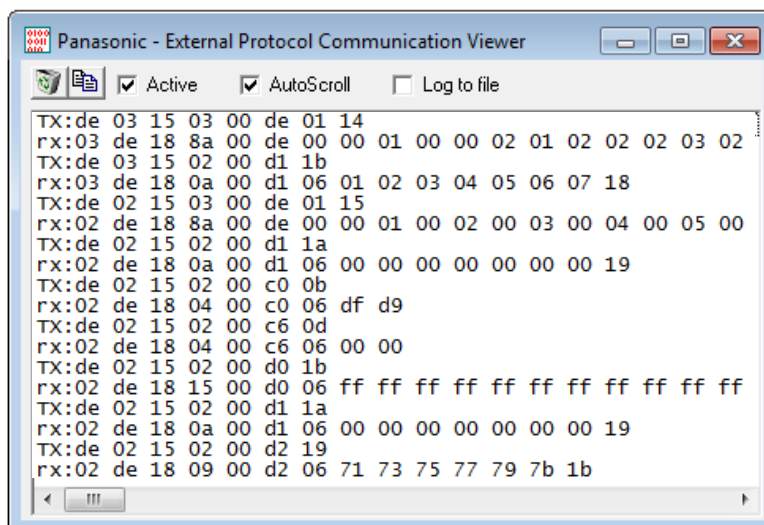 Panasonic - External Protocol Communication Viewer
Active AutoScroll Log to file
TX:de 03 15 03 00 de 01 14
rx:03 de 18 8a 00 de 00 00 01 00 00 02 01 02 02 02 03 02
TX:de 03 15 02 00 d1 1b
rx:03 de 18 0a 00 d1 06 01 02 03 04 05 06 07 18
TX:de 02 15 03 00 de 01 15
rx:02 de 18 8a 00 de 00 00 01 00 02 00 03 00 04 00 05 00
TX:de 02 15 02 00 d1 1a
rx:02 de 18 0a 00 d1 06 00 00 00 00 00 00 00 19
TX:de 02 15 02 00 c0 0b
rx:02 de 18 04 00 c0 06 df d9
TX:de 02 15 02 00 c6 0d
rx:02 de 18 04 00 c6 06 00 00
TX:de 02 15 02 00 d0 1b
rx:02 de 18 15 00 d0 06 ff ff ff ff ff ff ff ff ff ff ff
TX:de 02 15 02 00 d1 1a
rx:02 de 18 0a 00 d1 06 00 00 00 00 00 00 00 19
TX:de 02 15 02 00 d2 19
rx:02 de 18 09 00 d2 06 71 73 75 77 79 7b 1b